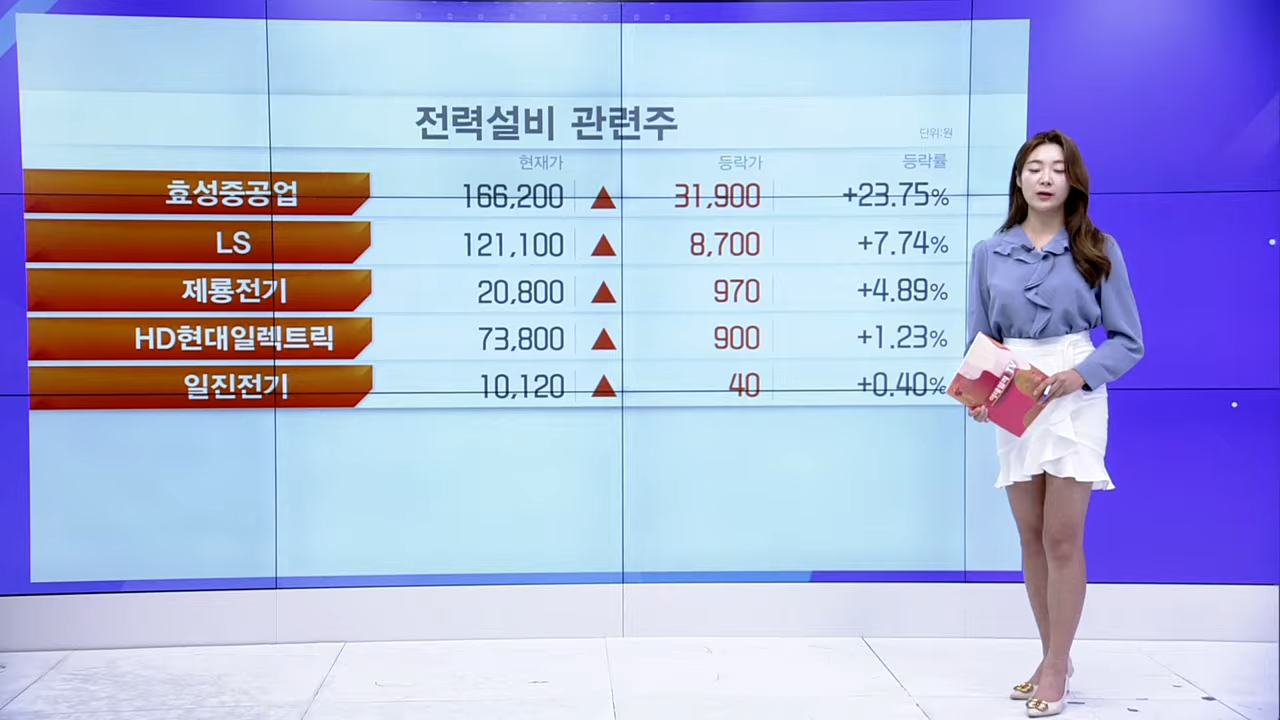 전력설비 관련주
단위:원
현재가 등락가 등락률
효성중공업 166,200 ▲ 31,900 +23.75%
LS 121,100 ▲ 8,700 +7.74%
제룡전기 20,800 ▲ 970 +4.89%
HD현대일렉트릭 73,800 ▲ 900 +1.23%
일진전기 10,120 ▲ 40 +0.40%